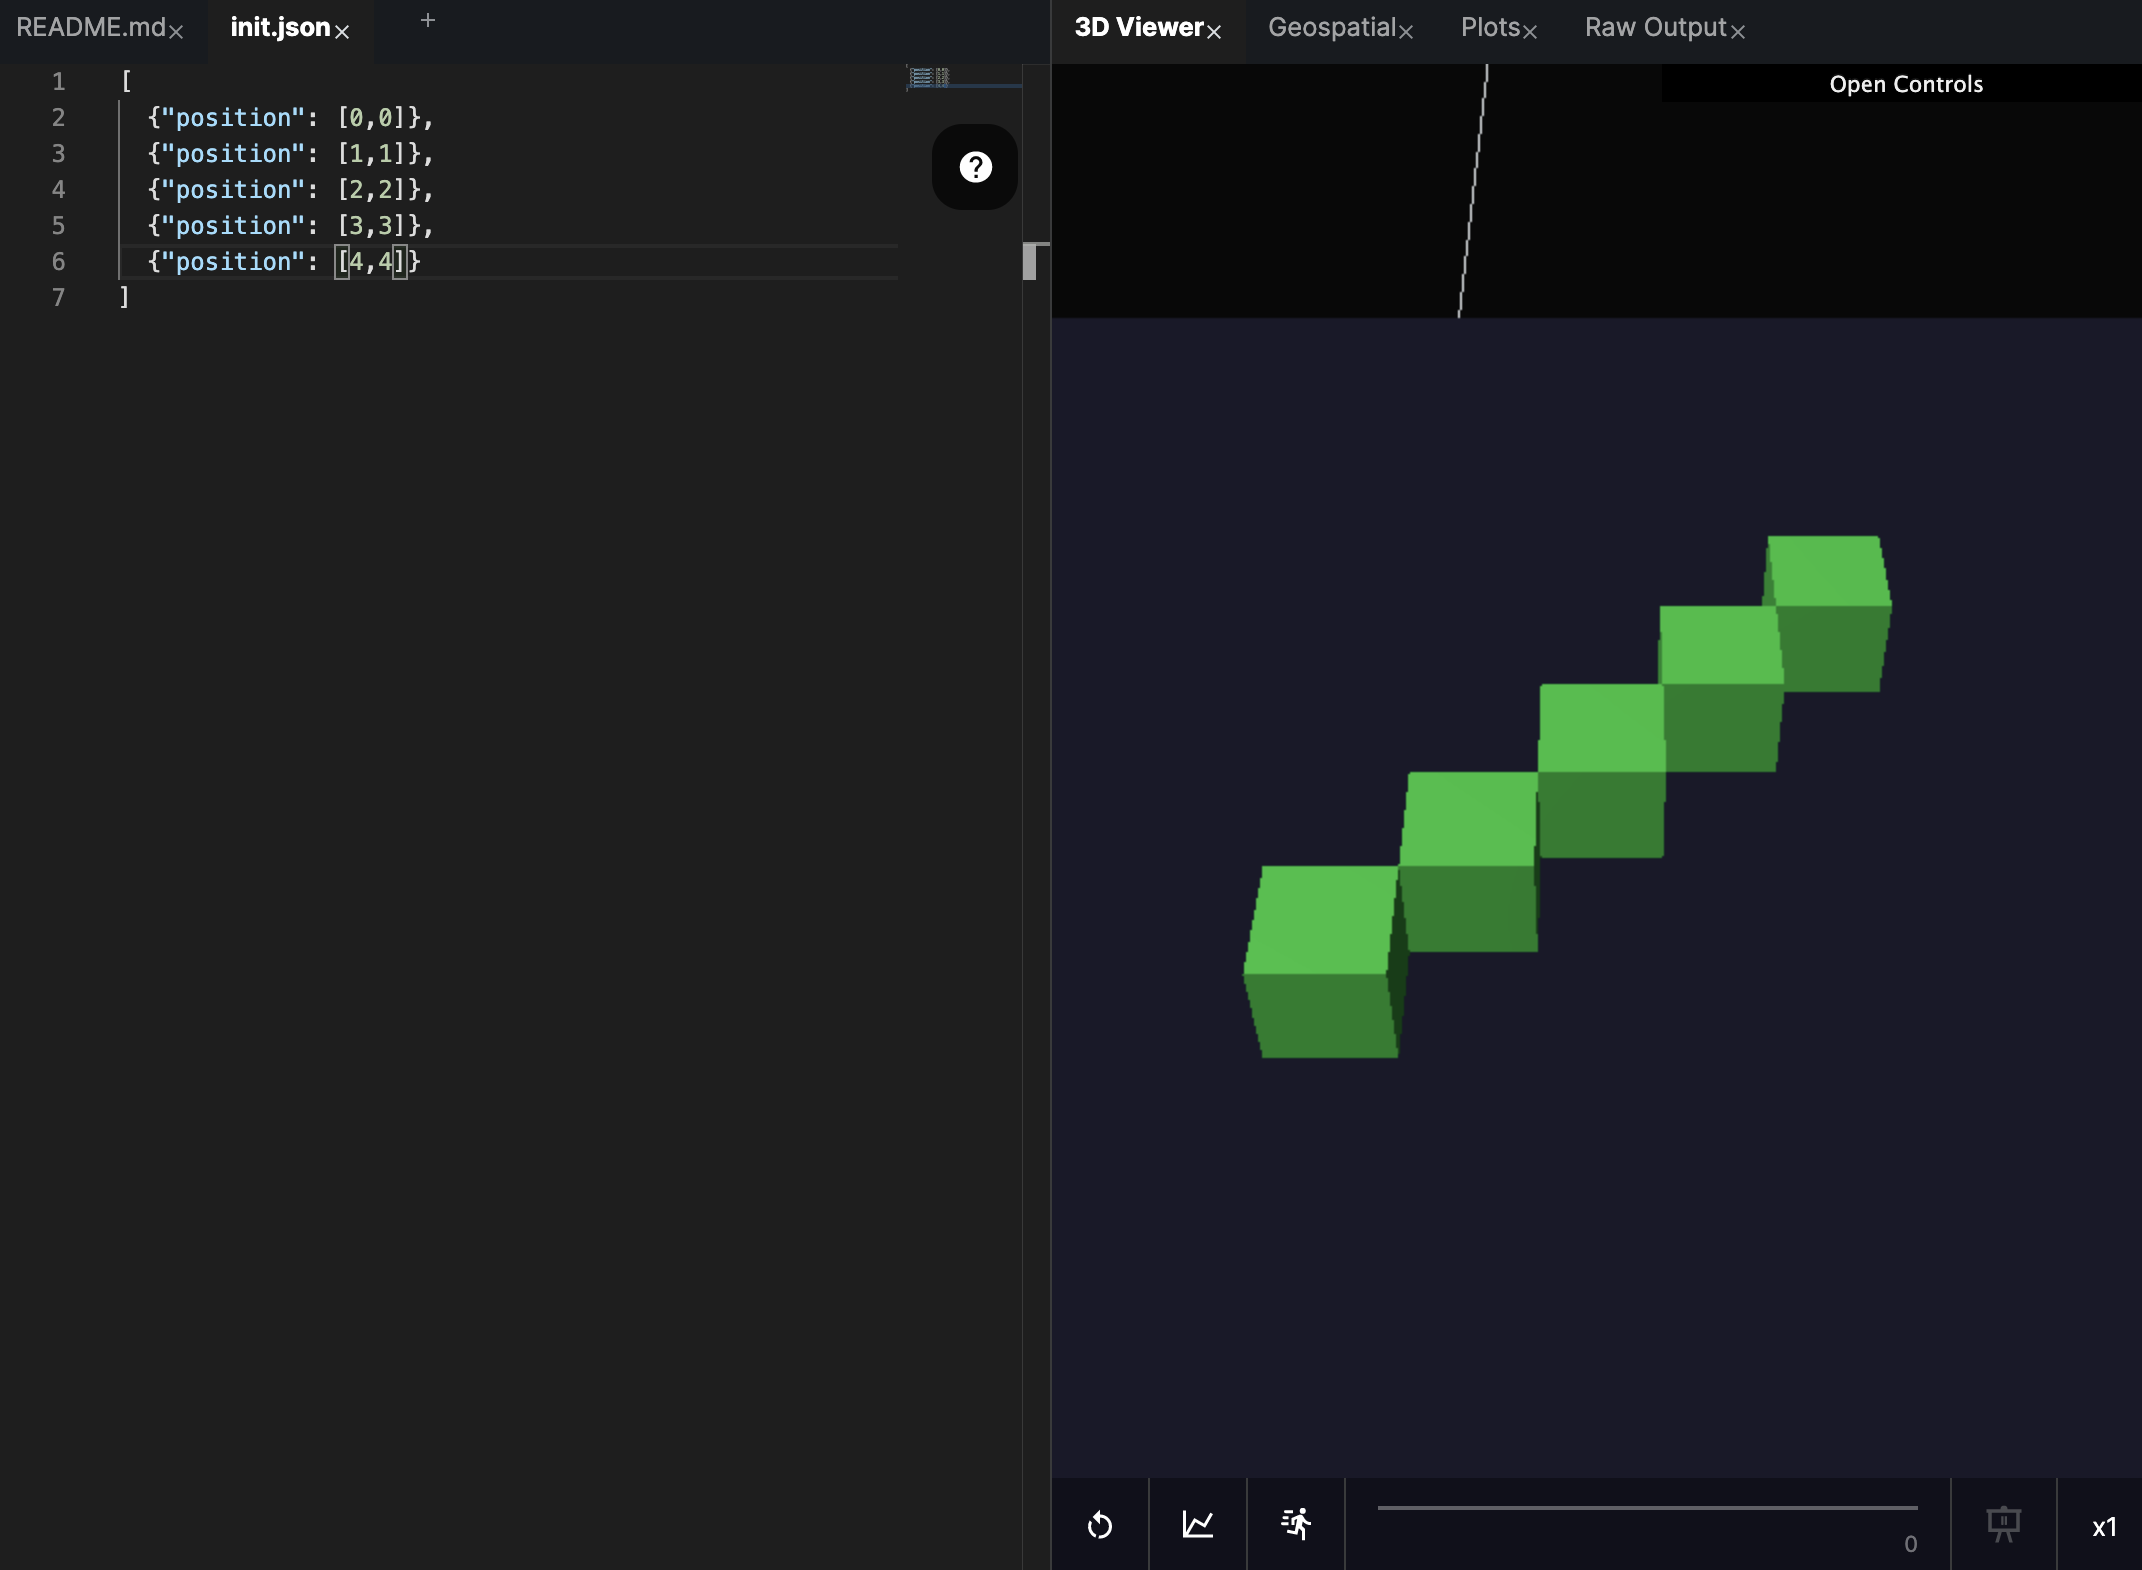 README.md× init.json× +
1 [
2 {"position": [0,0]},
3 {"position": [1,1]},
4 {"position": [2,2]},
5 {"position": [3,3]},
6 {"position": [4,4]}
7 ]
?
3D Viewer× Geospatial× Plots× Raw Output×
Open Controls
0
x1